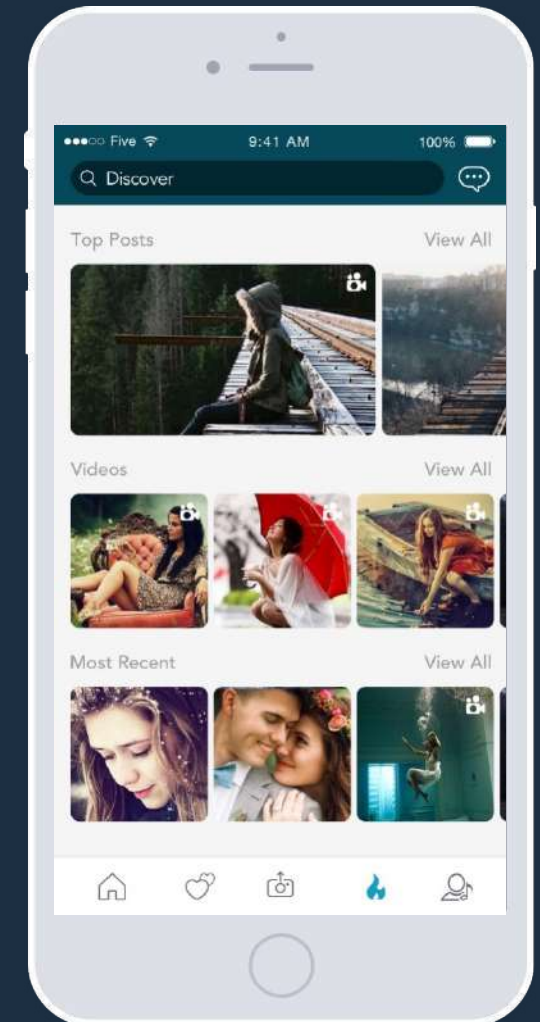 Five 9:41 AM 100%
Discover
Top Posts View All
Videos View All
Most Recent View All